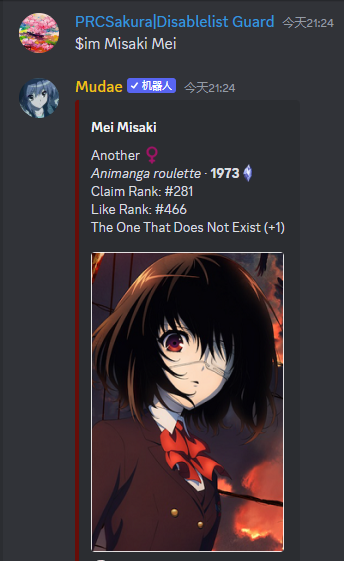 PRCSakura|Disablelist Guard 今天21:24
$im Misaki Mei
Mudae ✓ 机器人 今天21:24
Mei Misaki
Another ♀
Animanga roulette · 1973
Claim Rank: #281
Like Rank: #466
The One That Does Not Exist (+1)